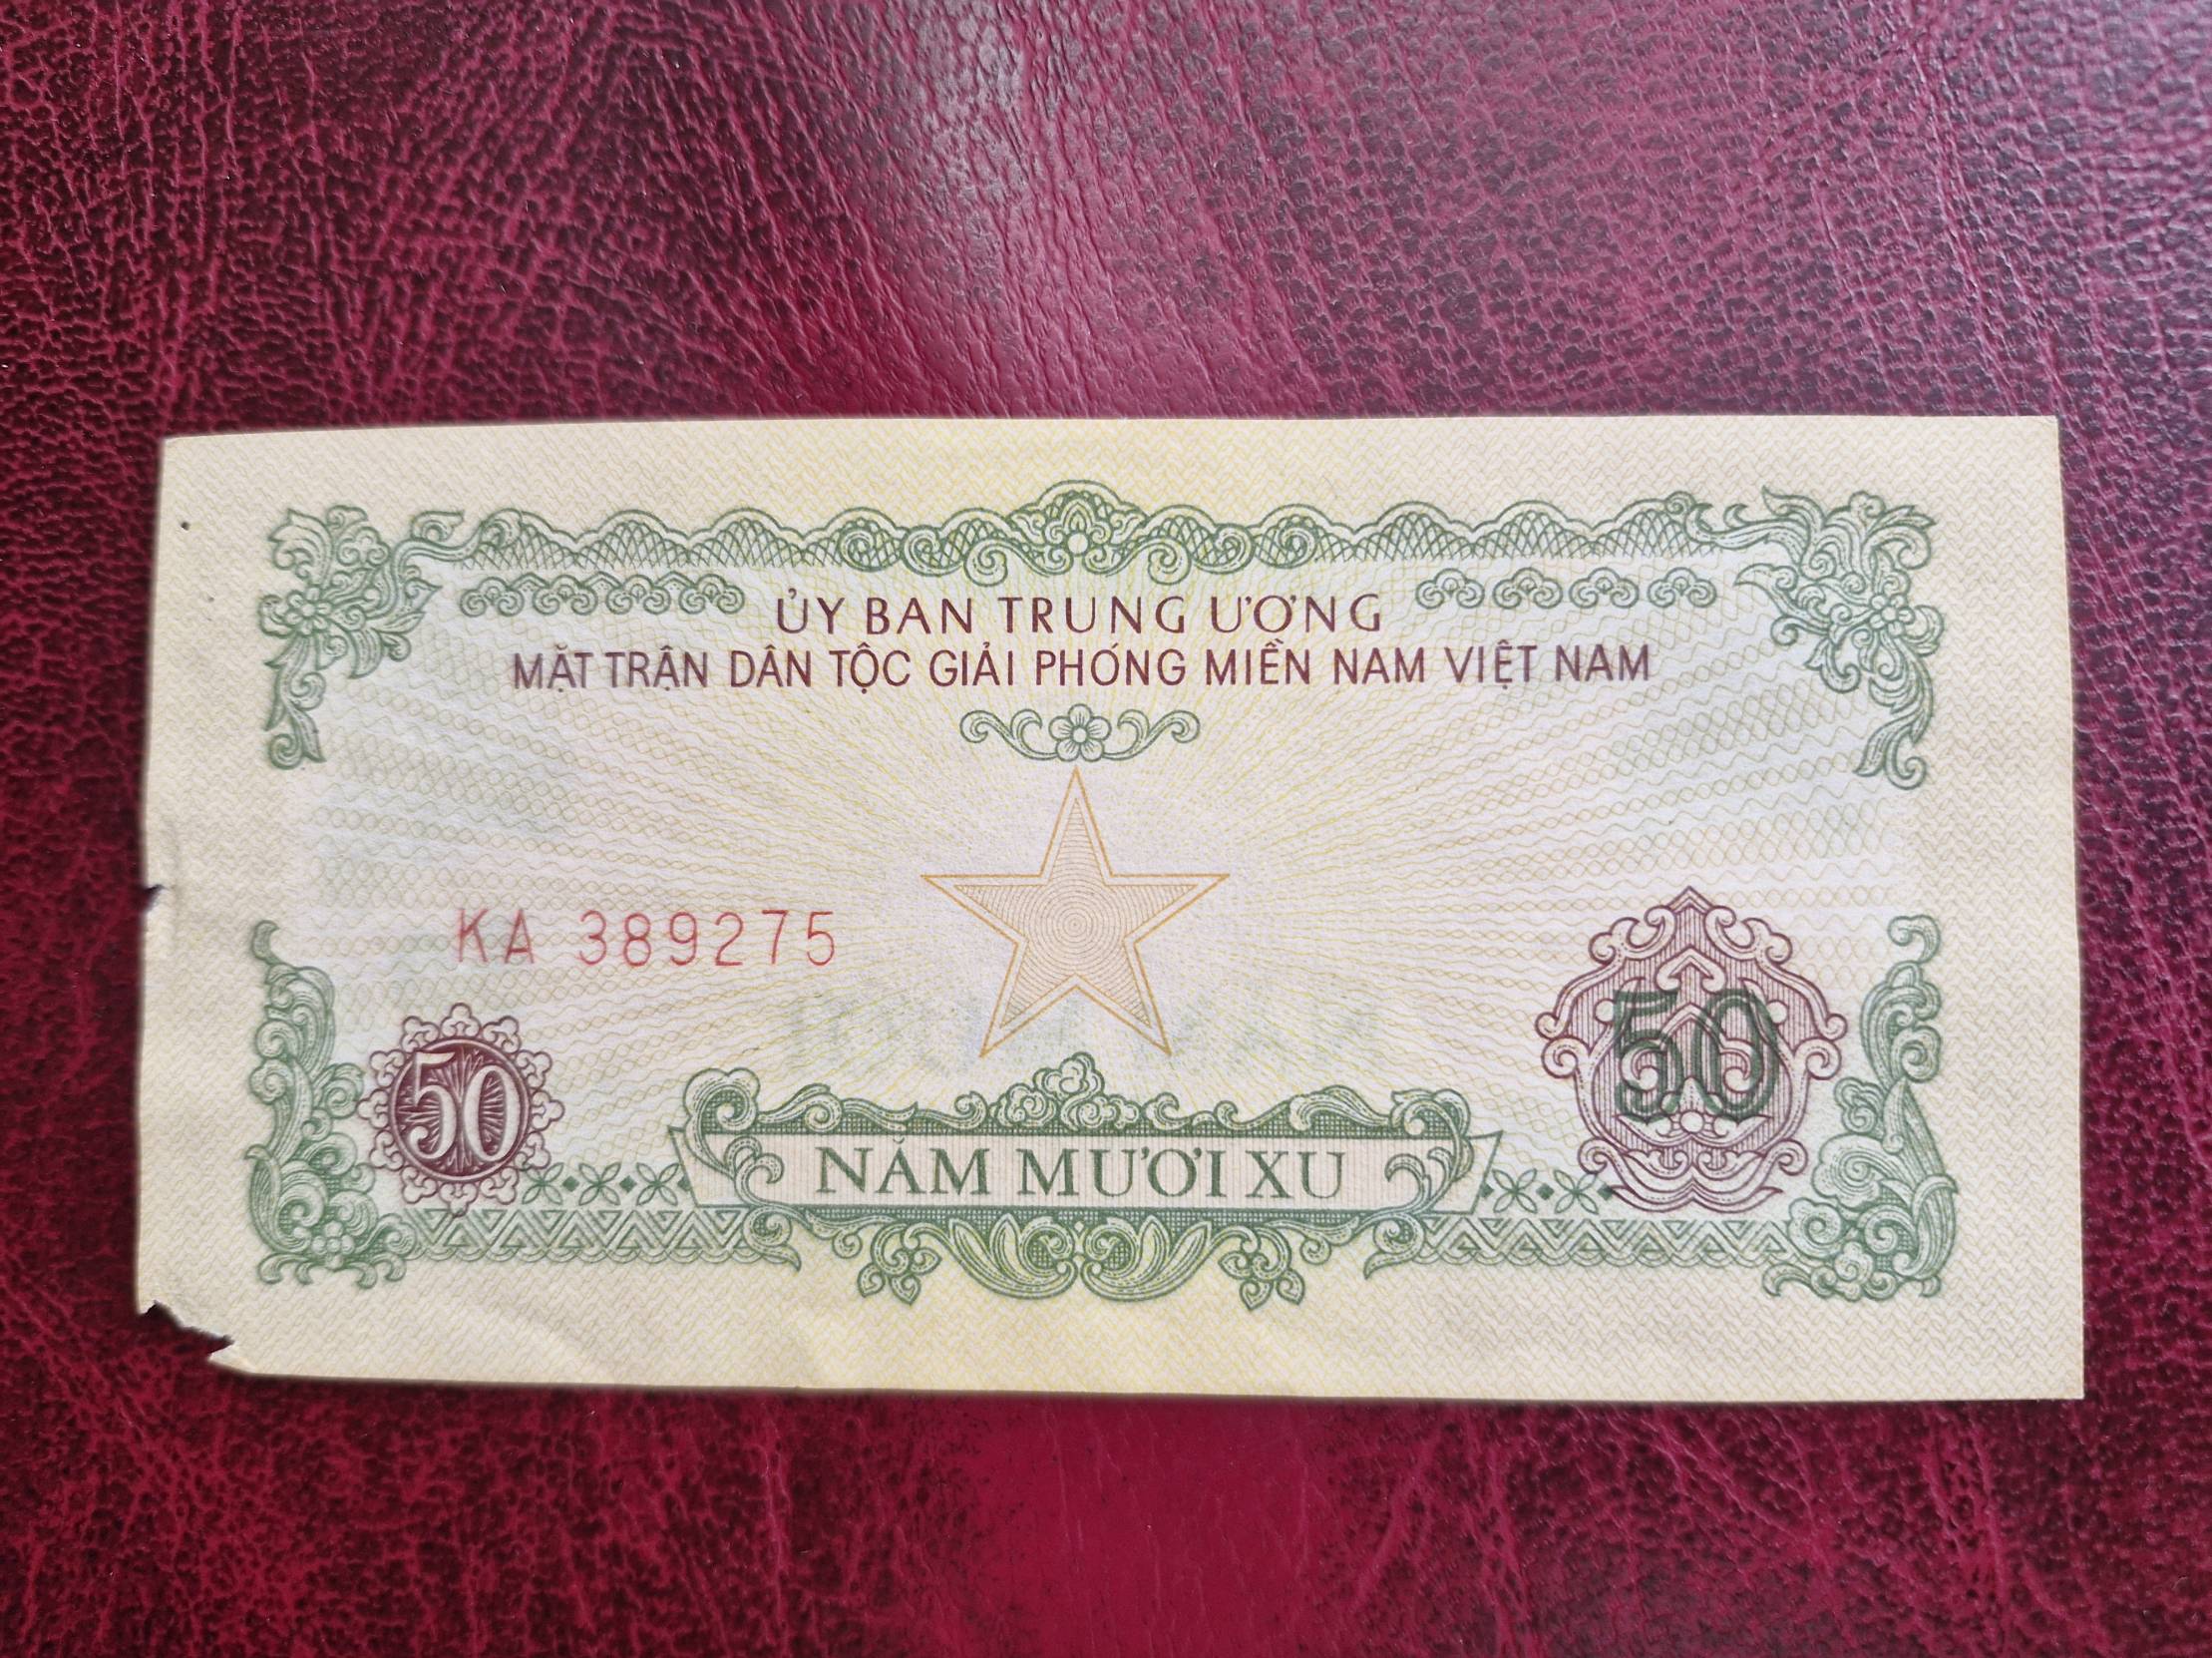 ỦY BAN TRUNG ƯƠNG
MẶT TRẬN DÂN TỘC GIẢI PHÓNG MIỀN NAM VIỆT NAM
KA 389275
50
50
NĂM MƯƠI XU